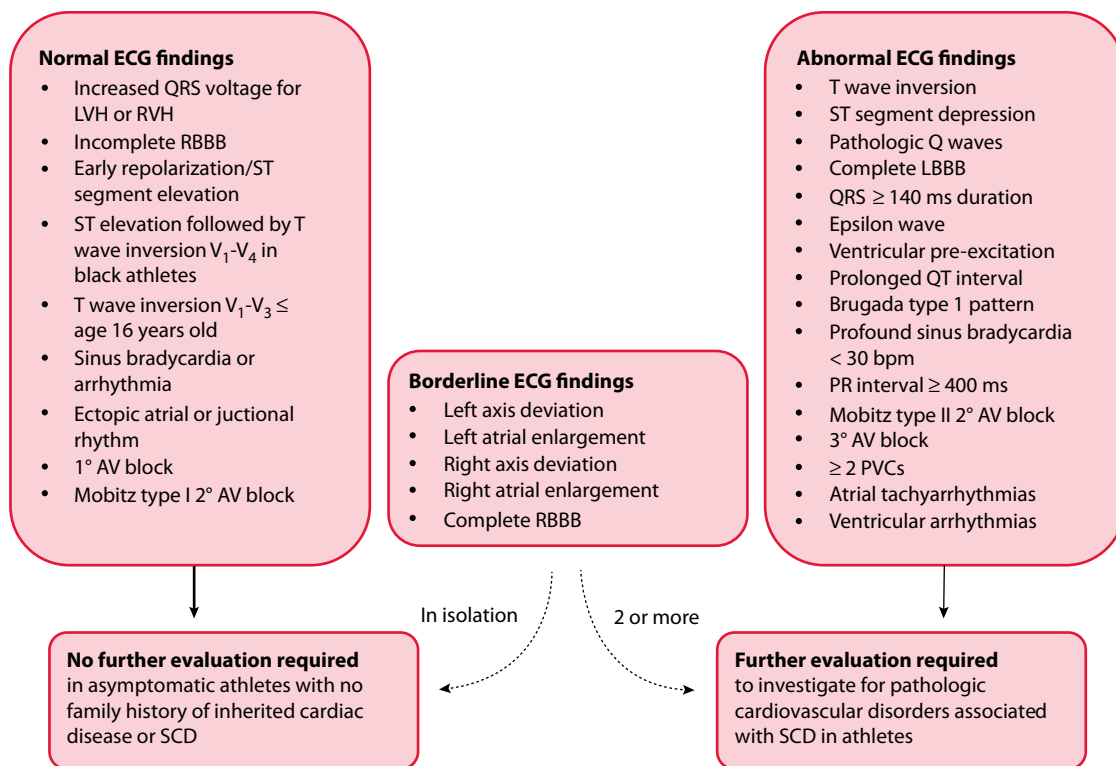 Normal ECG findings
• Increased QRS voltage for
LVH or RVH
• Incomplete RBBB
• Early repolarization/ST
segment elevation
• ST elevation followed by T
wave inversion V1-V4 in
black athletes
• T wave inversion V1-V3 ≤
age 16 years old
• Sinus bradycardia or
arrhythmia
• Ectopic atrial or juctional
rhythm
• 1° AV block
• Mobitz type I 2° AV block
Borderline ECG findings
• Left axis deviation
• Left atrial enlargement
• Right axis deviation
• Right atrial enlargement
• Complete RBBB
Abnormal ECG findings
• T wave inversion
• ST segment depression
• Pathologic Q waves
• Complete LBBB
• QRS ≥ 140 ms duration
• Epsilon wave
• Ventricular pre-excitation
• Prolonged QT interval
• Brugada type 1 pattern
• Profound sinus bradycardia
< 30 bpm
• PR interval ≥ 400 ms
• Mobitz type II 2° AV block
• 3° AV block
• ≥ 2 PVCs
• Atrial tachyarrhythmias
• Ventricular arrhythmias
In isolation
2 or more
No further evaluation required
in asymptomatic athletes with no
family history of inherited cardiac
disease or SCD
Further evaluation required
to investigate for pathologic
cardiovascular disorders associated
with SCD in athletes